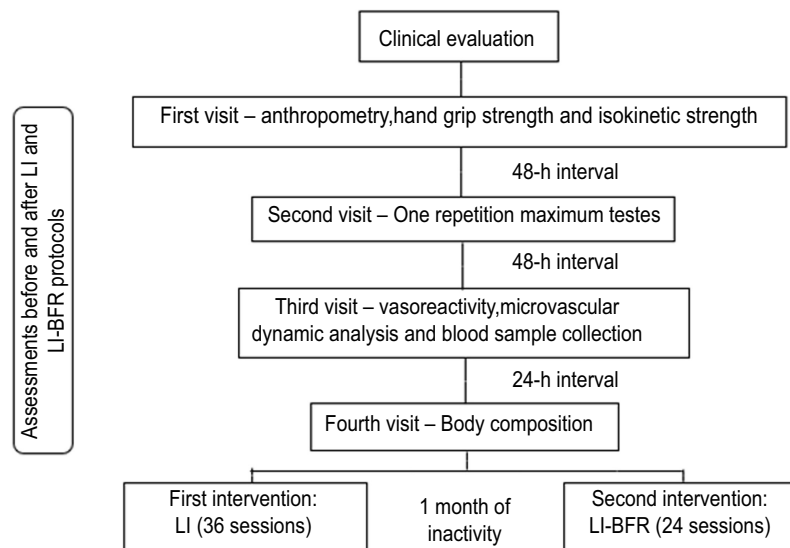 Clinical evaluation
Assessments before and after LI and
LI-BFR protocols
First visit – anthropometry,hand grip strength and isokinetic strength
48-h interval
Second visit – One repetition maximum testes
48-h interval
Third visit – vasoreactivity,microvascular
dynamic analysis and blood sample collection
24-h interval
Fourth visit – Body composition
First intervention:
LI (36 sessions)
1 month of
inactivity
Second intervention:
LI-BFR (24 sessions)